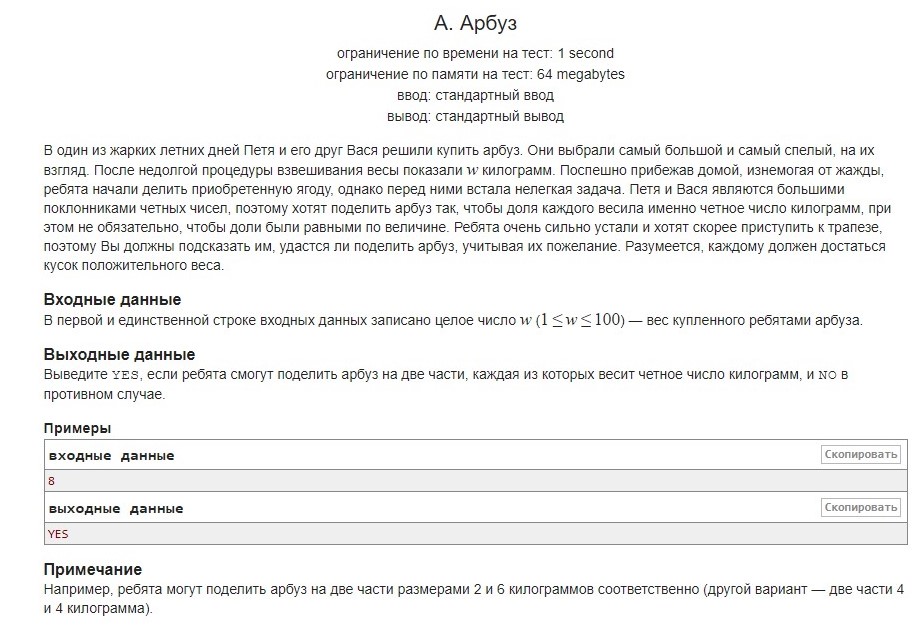 А. Арбуз
ограничение по времени на тест: 1 second
ограничение по памяти на тест: 64 megabytes
ввод: стандартный ввод
вывод: стандартный вывод
В один из жарких летних дней Петя и его друг Вася решили купить арбуз. Они выбрали самый большой и самый спелый, на их
взгляд. После недолгой процедуры взвешивания весы показали w килограмм. Поспешно прибежав домой, изнемогая от жажды,
ребята начали делить приобретенную ягоду, однако перед ними встала нелегкая задача. Петя и Вася являются большими
поклонниками четных чисел, поэтому хотят поделить арбуз так, чтобы доля каждого весила именно четное число килограмм, при
этом не обязательно, чтобы доли были равными по величине. Ребята очень сильно устали и хотят скорее приступить к трапезе,
поэтому Вы должны подсказать им, удастся ли поделить арбуз, учитывая их пожелание. Разумеется, каждому должен достаться
кусок положительного веса.
Входные данные
В первой и единственной строке входных данных записано целое число w (1 ≤ w ≤ 100) — вес купленного ребятами арбуза.
Выходные данные
Выведите YES, если ребята смогут поделить арбуз на две части, каждая из которых весит четное число килограмм, и NO в
противном случае.
Примеры
входные данные Скопировать
8
выходные данные Скопировать
YES
Примечание
Например, ребята могут поделить арбуз на две части размерами 2 и 6 килограммов соответственно (другой вариант — две части 4
и 4 килограмма).